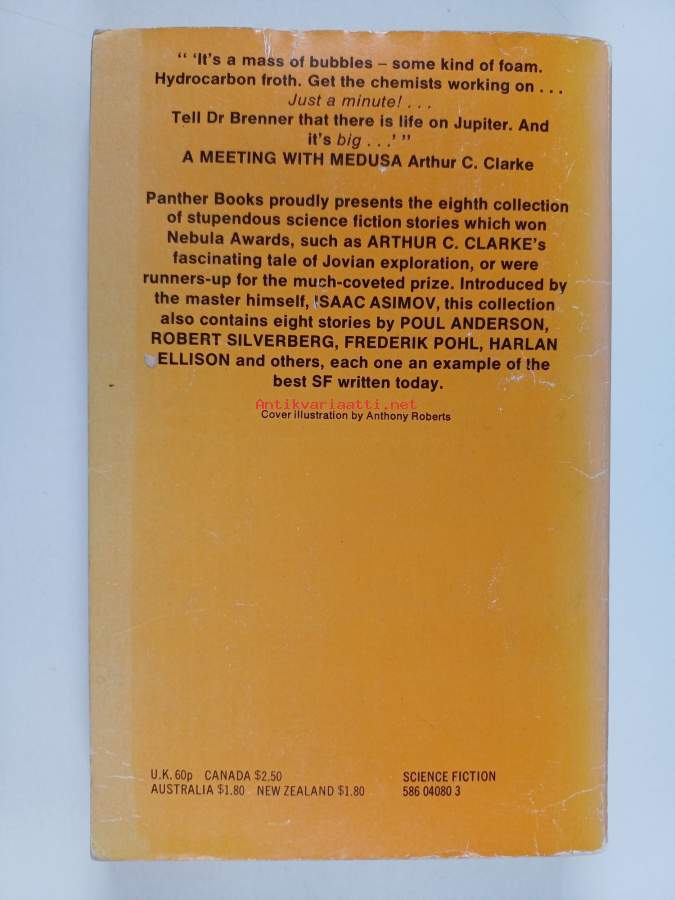 “ ‘It’s a mass of bubbles – some kind of foam.
Hydrocarbon froth. Get the chemists working on . . .
Just a minute! . . .
Tell Dr Brenner that there is life on Jupiter. And
it’s big . . .’ ”
A MEETING WITH MEDUSA Arthur C. Clarke
Panther Books proudly presents the eighth collection
of stupendous science fiction stories which won
Nebula Awards, such as ARTHUR C. CLARKE’s
fascinating tale of Jovian exploration, or were
runners-up for the much-coveted prize. Introduced by
the master himself, ISAAC ASIMOV, this collection
also contains eight stories by POUL ANDERSON,
ROBERT SILVERBERG, FREDERIK POHL, HARLAN
ELLISON and others, each one an example of the
best SF written today.
Antikvariaatti.net
Cover illustration by Anthony Roberts
U.K. 60p CANADA $2.50
AUSTRALIA $1.80 NEW ZEALAND $1.80
SCIENCE FICTION
586 04080 3